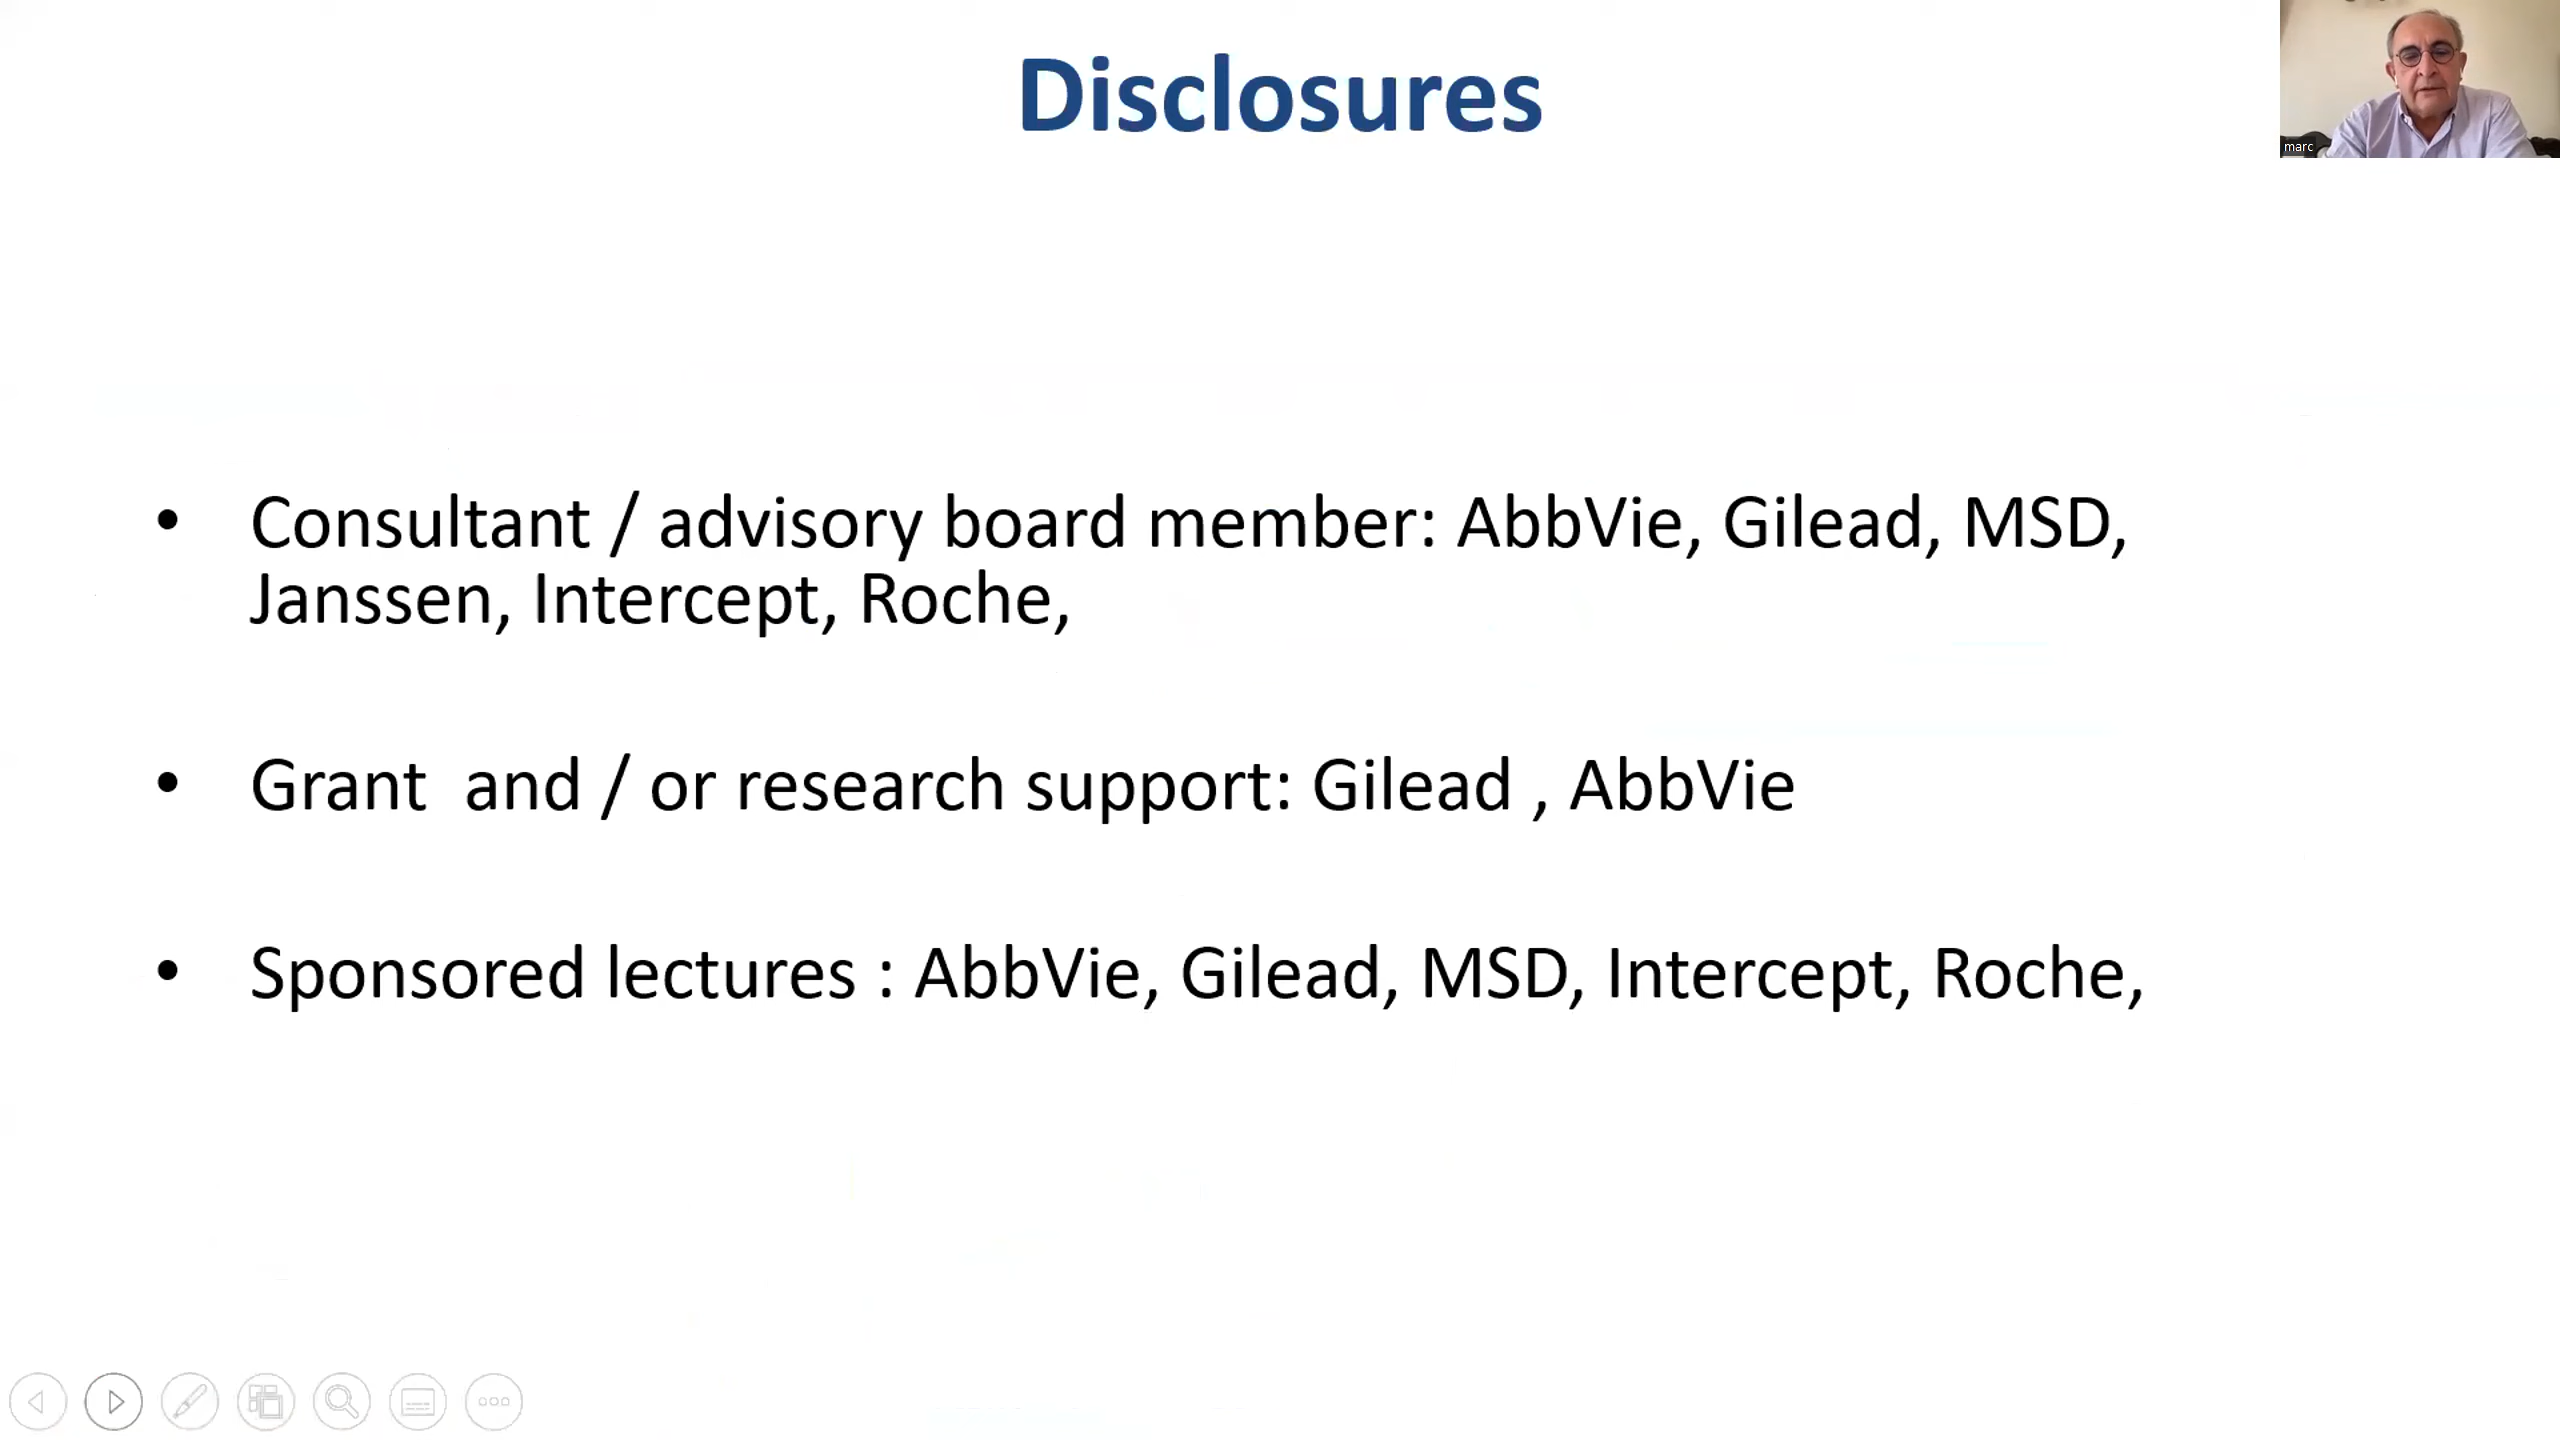 Disclosures
marc
• Consultant / advisory board member: AbbVie, Gilead, MSD,
Janssen, Intercept, Roche,
• Grant  and / or research support: Gilead , AbbVie
• Sponsored lectures : AbbVie, Gilead, MSD, Intercept, Roche,